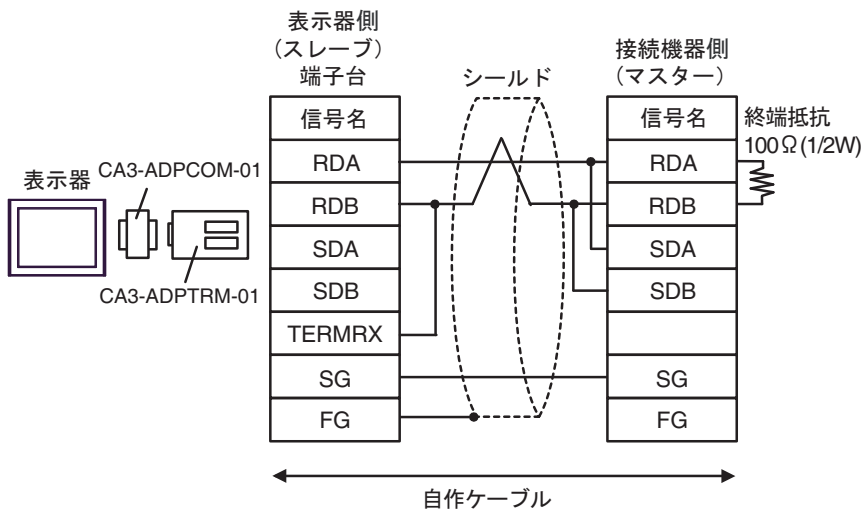 表示器側
(スレーブ)
端子台
シールド
接続機器側
(マスター)
信号名
信号名
終端抵抗
100Ω(1/2W)
RDA
RDA
表示器
CA3-ADPCOM-01
RDB
RDB
SDA
SDA
CA3-ADPTRM-01
SDB
SDB
TERMRX
SG
SG
FG
FG
自作ケーブル